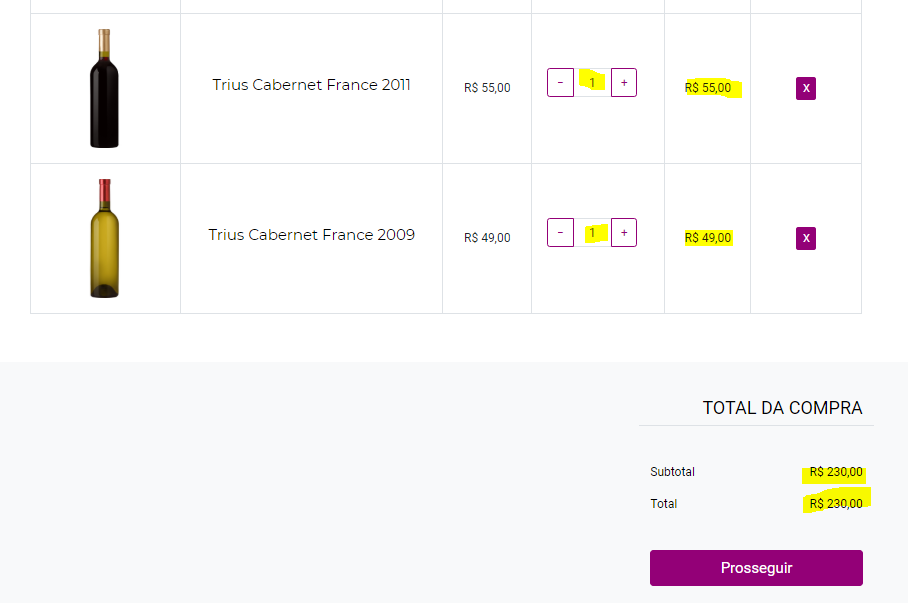 Trius Cabernet France 2011 R$ 55,00 - 1 + R$ 55,00 X
Trius Cabernet France 2009 R$ 49,00 - 1 + R$ 49,00 X
TOTAL DA COMPRA
Subtotal R$ 230,00
Total R$ 230,00
Prosseguir